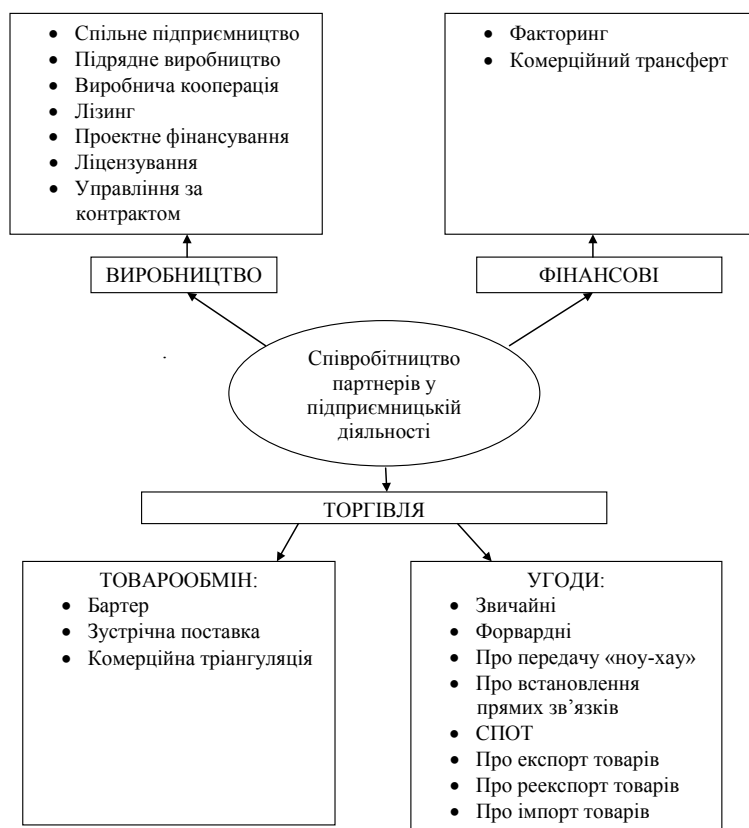 • Спільне підприємництво
• Підрядне виробництво
• Виробнича кооперація
• Лізинг
• Проектне фінансування
• Ліцензування
• Управління за
контрактом
• Факторинг
• Комерційний трансферт
ВИРОБНИЦТВО
ФІНАНСОВІ
Співробітництво
партнерів у
підприємницькій
діяльності
ТОРГІВЛЯ
ТОВАРООБМІН:
• Бартер
• Зустрічна поставка
• Комерційна тріангуляція
УГОДИ:
• Звичайні
• Форвардні
• Про передачу «ноу-хау»
• Про встановлення
прямих зв’язків
• СПОТ
• Про експорт товарів
• Про реекспорт товарів
• Про імпорт товарів